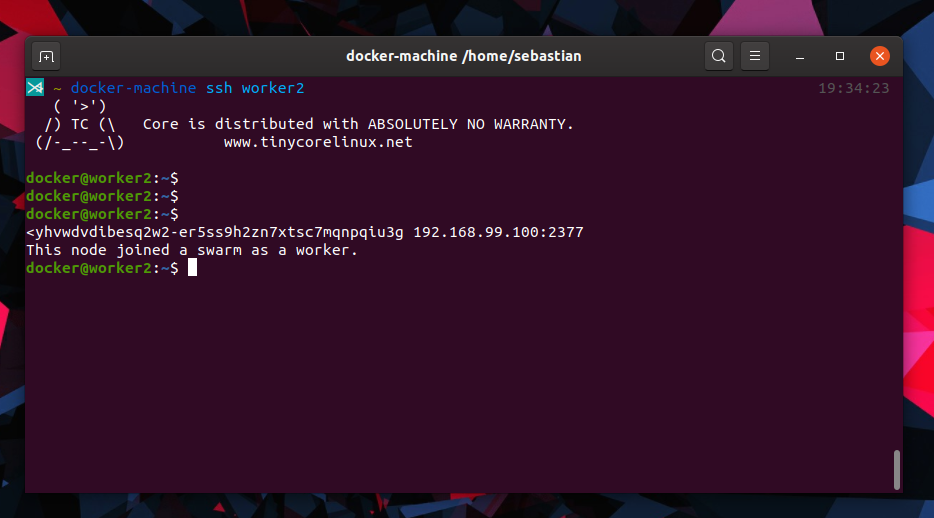 docker-machine /home/sebastian
~ docker-machine ssh worker2 19:34:23
( '>')
/) TC (\ Core is distributed with ABSOLUTELY NO WARRANTY.
(/-_--_-\) www.tinycorelinux.net
docker@worker2:~$
docker@worker2:~$
docker@worker2:~$
<yhvwdvdibesq2w2-er5ss9h2zn7xtsc7mqnpqiu3g 192.168.99.100:2377
This node joined a swarm as a worker.
docker@worker2:~$